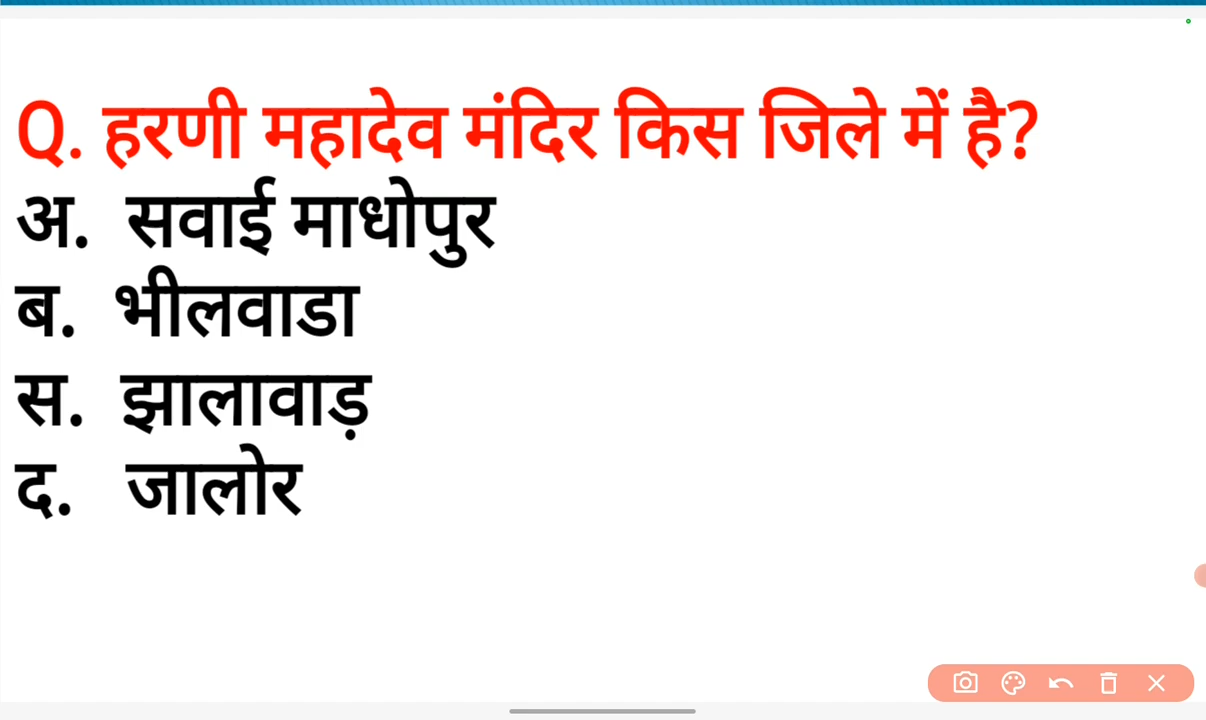 Q. हरणी महादेव मंदिर किस जिले में है?
अ. सवाई माधोपुर
ब. भीलवाडा
स. झालावाड़
द. जालोर